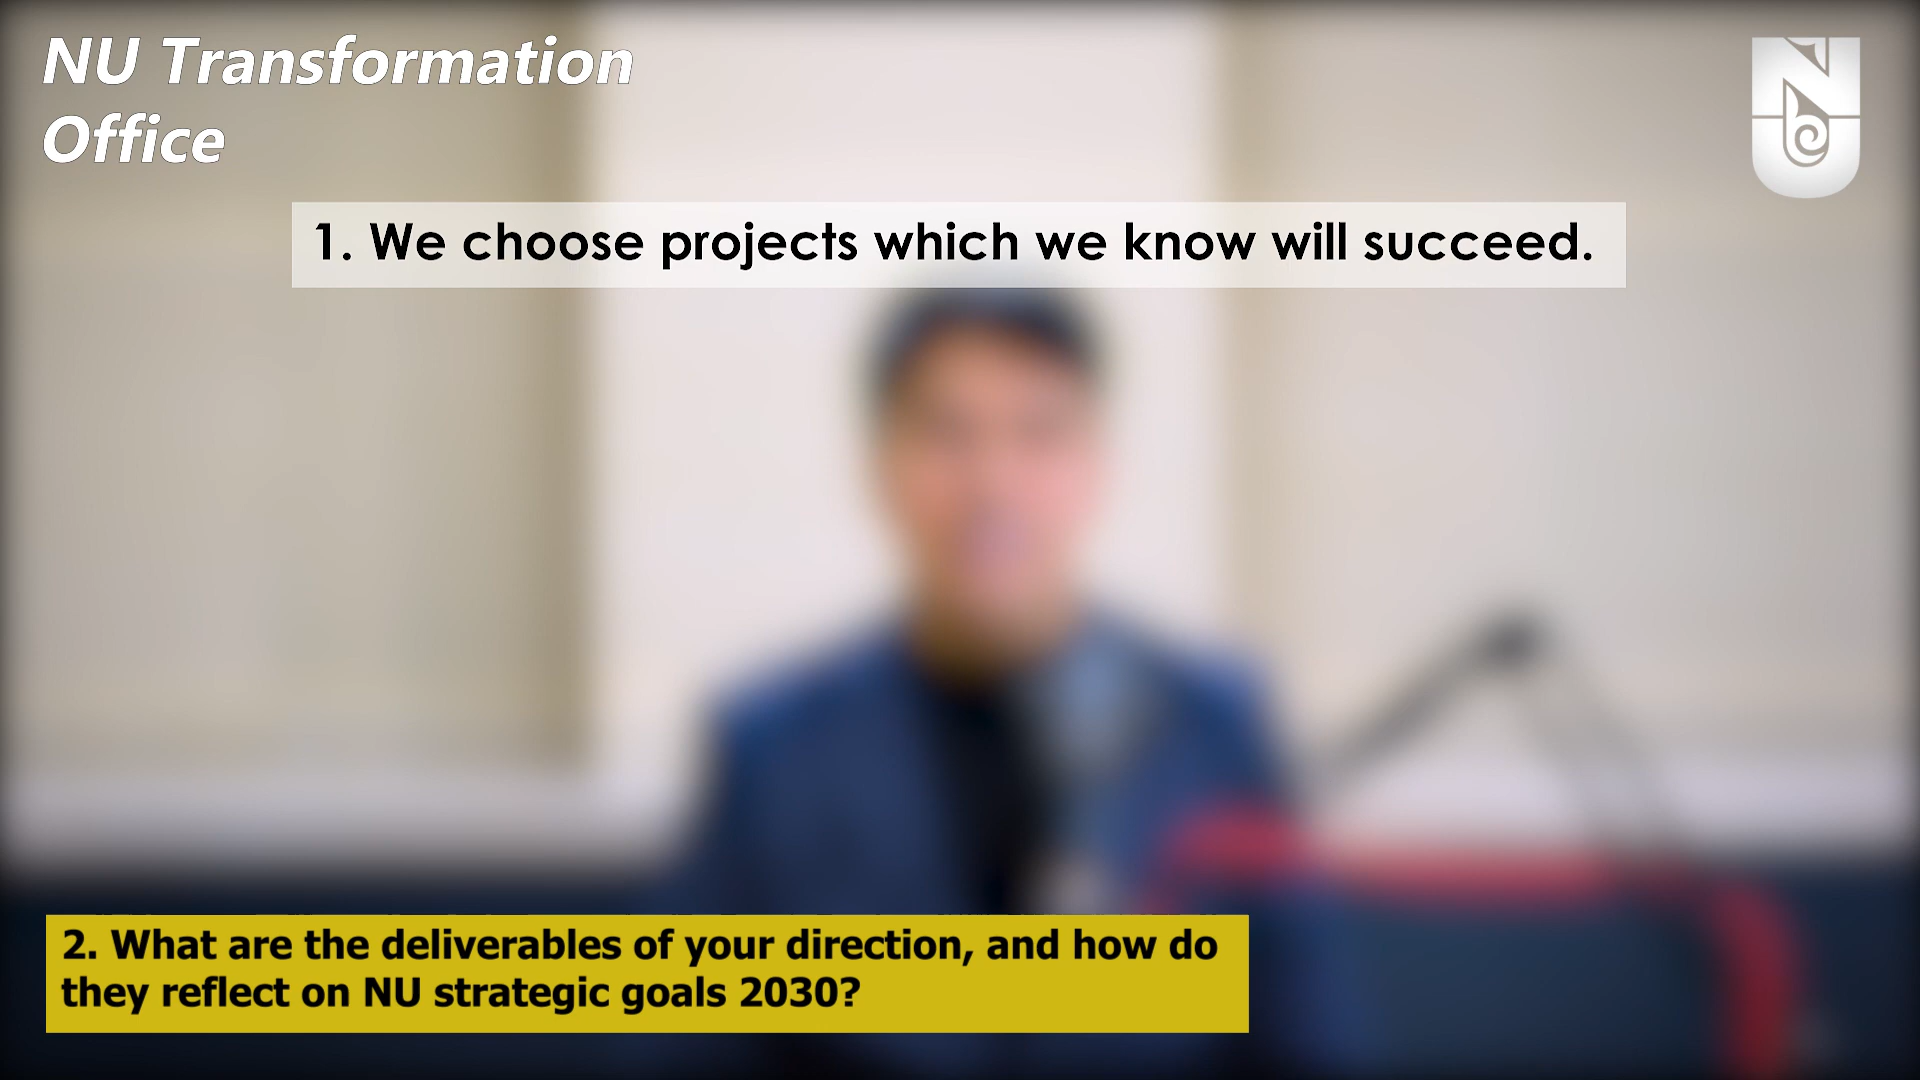 NU Transformation
Office
1. We choose projects which we know will succeed.
2. What are the deliverables of your direction, and how do
they reflect on NU strategic goals 2030?